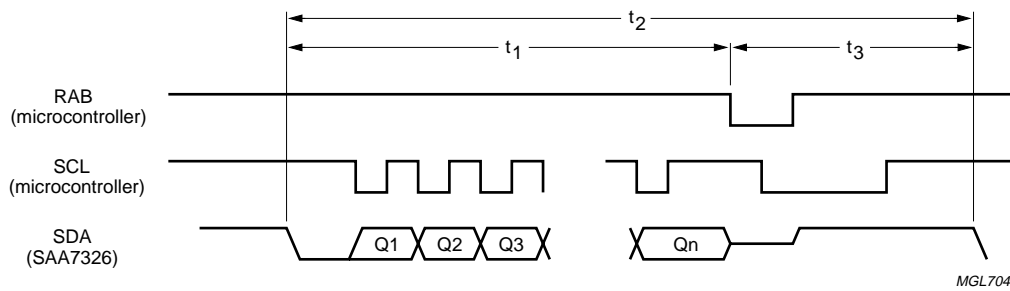 t2
t1
t3
RAB
(microcontroller)
SCL
(microcontroller)
SDA
(SAA7326)
Q1
Q2
Q3
Qn
MGL704